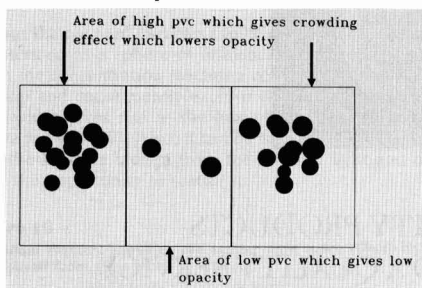 Area of high pvc which gives crowding
effect which lowers opacity
Area of low pvc which gives low
opacity